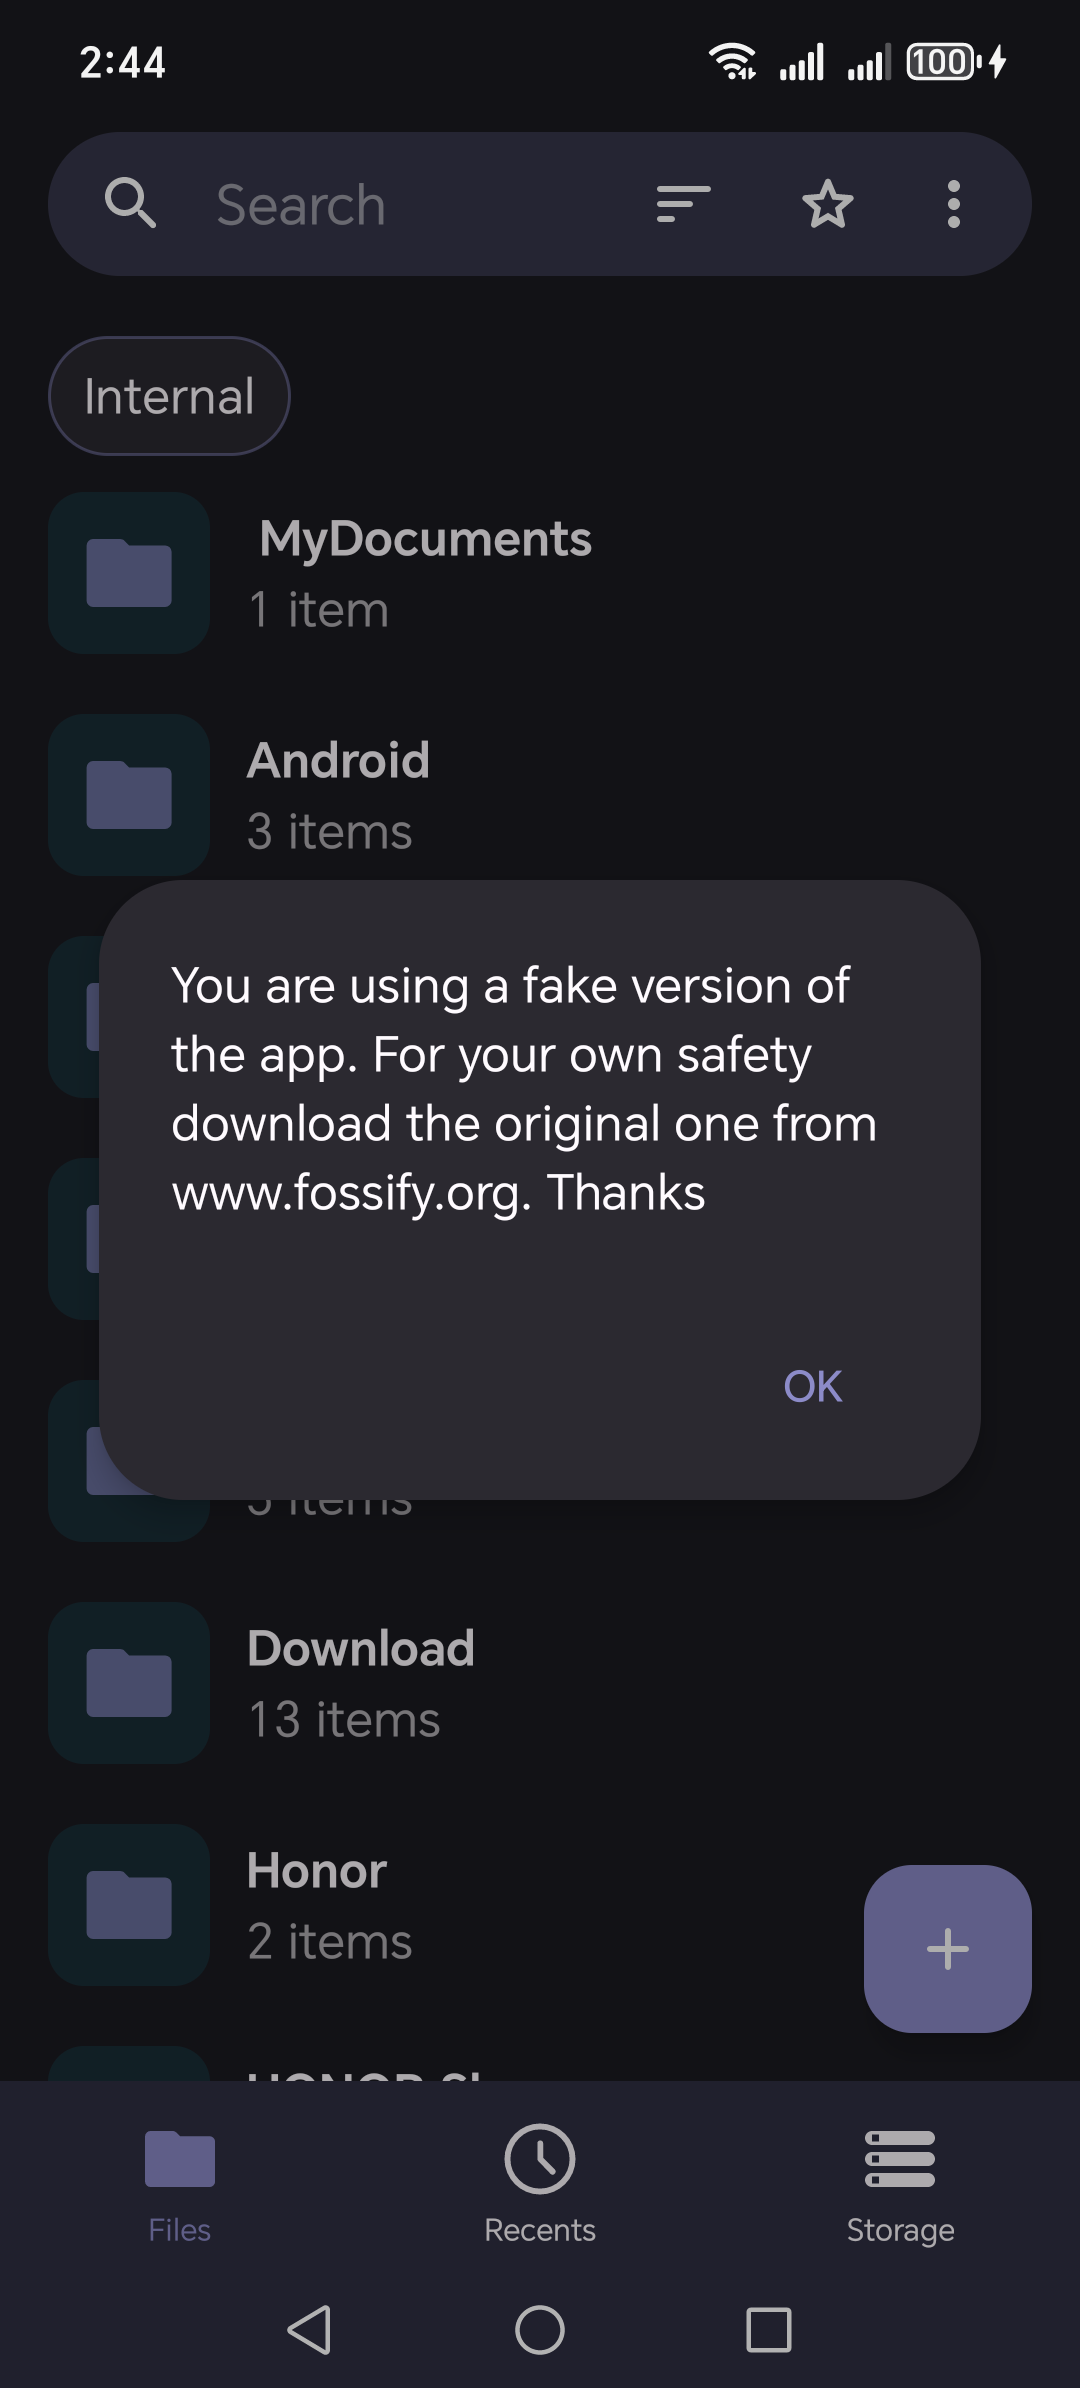 2:44
100
Search
Internal
MyDocuments
1 item
Android
3 items
You are using a fake version of
the app. For your own safety
download the original one from
www.fossify.org. Thanks
OK
items
Download
13 items
Honor
2 items
Files
Recents
Storage